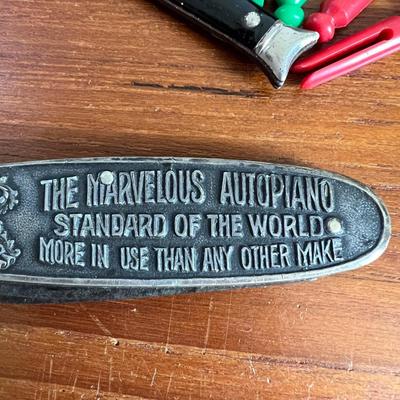 THE MARVELOUS AUTOPIANO
STANDARD OF THE WORLD
MORE IN USE THAN ANY OTHER MAKE